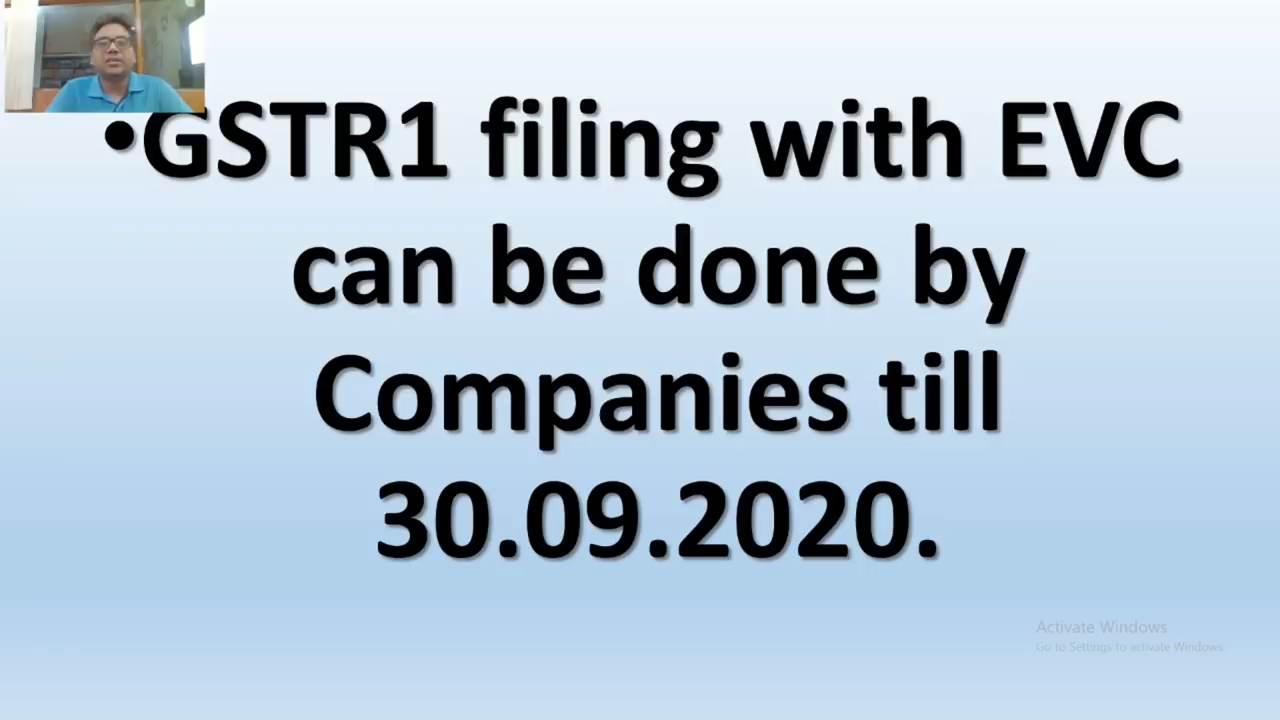 •GSTR1 filing with EVC
can be done by
Companies till
30.09.2020.
Activate Windows
Go to Settings to activate Windows.